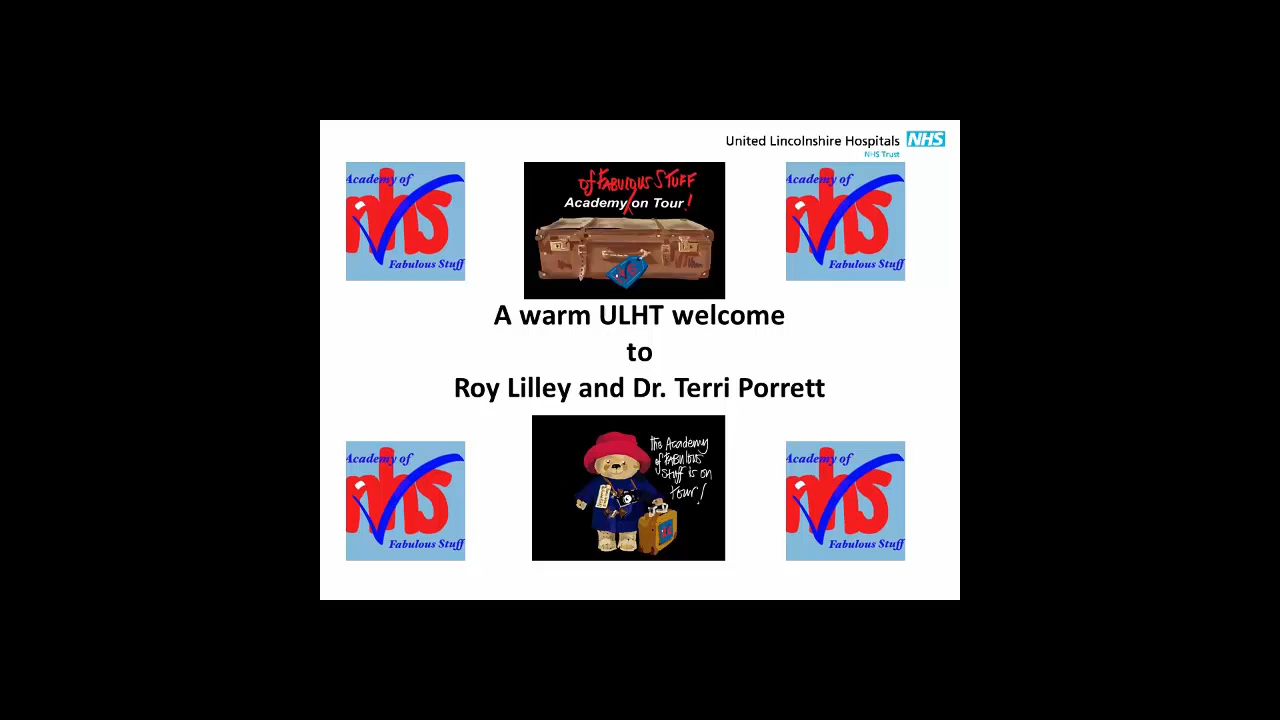 United Lincolnshire Hospitals NHS
NHS Trust
Academy of
nhs
Fabulous Stuff
of FABULOUS STUFF
Academy on Tour!
Academy of
nhs
Fabulous Stuff
A warm ULHT welcome
to
Roy Lilley and Dr. Terri Porrett
Academy of
nhs
Fabulous Stuff
The Academy
of Fabulous
Stuff is on
Tour!
Academy of
nhs
Fabulous Stuff